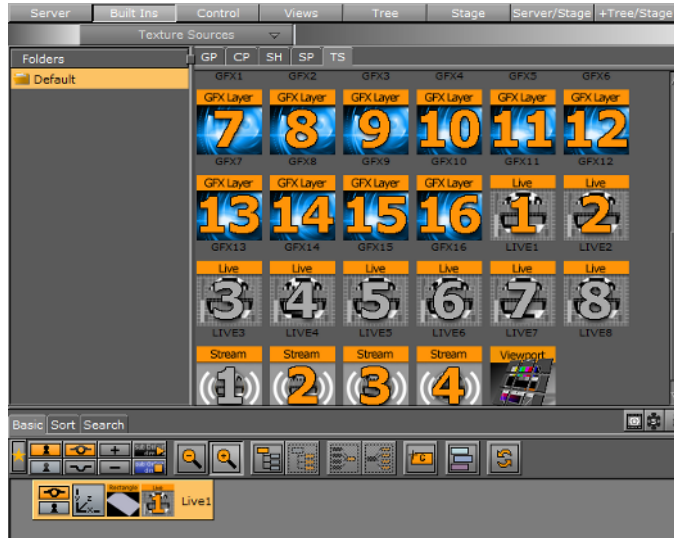 Server Built Ins Control Views Tree Stage Server/Stage +Tree/Stage
Texture Sources
Folders GP CP SH SP TS
Default
GFX1 GFX2 GFX3 GFX4 GFX5 GFX6
GFX Layer GFX Layer GFX Layer GFX Layer GFX Layer GFX Layer
7 8 9 10 11 12
GFX7 GFX8 GFX9 GFX10 GFX11 GFX12
GFX Layer GFX Layer GFX Layer GFX Layer Live Live
13 14 15 16 1 2
GFX13 GFX14 GFX15 GFX16 LIVE1 LIVE2
Live Live Live Live Live Live
3 4 5 6 7 8
LIVE3 LIVE4 LIVE5 LIVE6 LIVE7 LIVE8
Stream Stream Stream Stream Viewport
1 2 3 4
Basic Sort Search
Rectangle Live
1 Live1